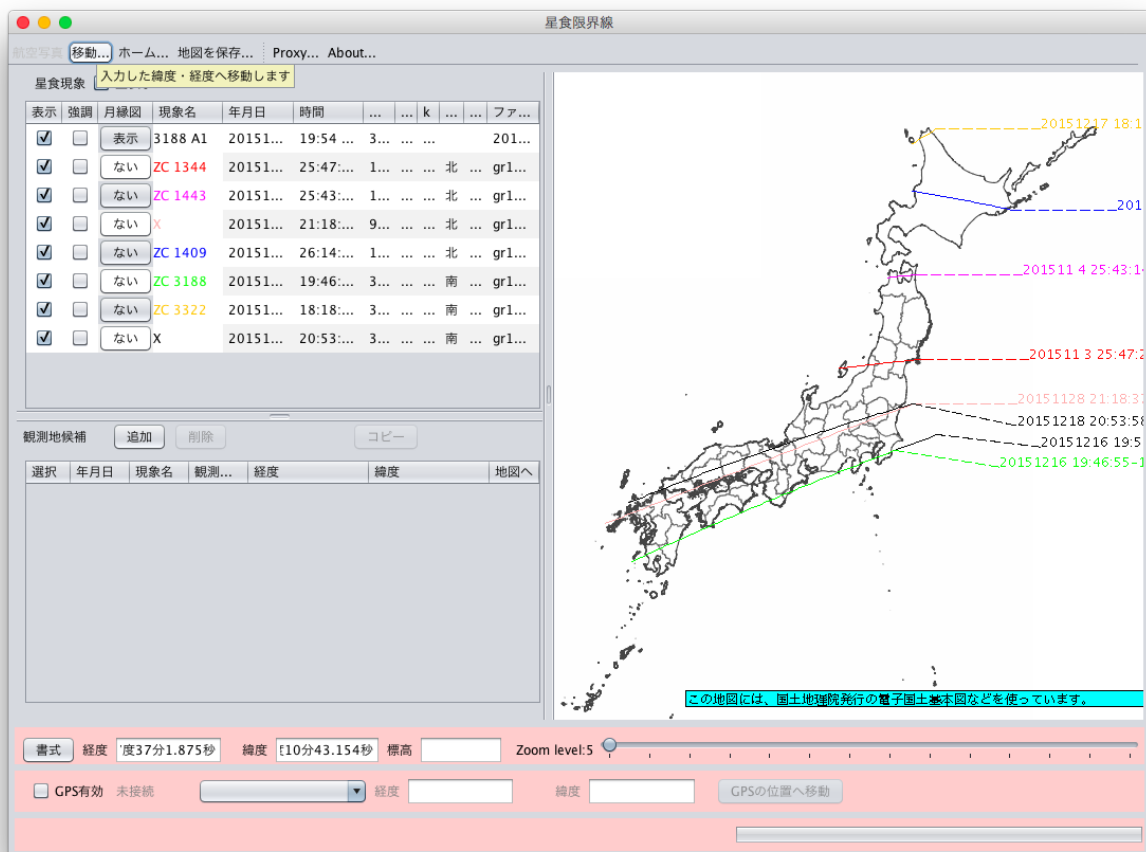 星食限界線
航空写真 移動... ホーム... 地図を保存... Proxy... About...
入力した緯度・経度へ移動します
星食現象
表示 強調 月縁図 現象名 年月日 時間 ... ... k ... ... ファ...
表示 3188 A1 20151... 19:54 ... 3... ... ... 201...
ない ZC 1344 20151... 25:47:... 1... ... ... 北 ... gr1...
ない ZC 1443 20151... 25:43:... 1... ... ... 北 ... gr1...
ない X 20151... 21:18:... 9... ... ... 北 ... gr1...
ない ZC 1409 20151... 26:14:... 1... ... ... 北 ... gr1...
ない ZC 3188 20151... 19:46:... 3... ... ... 南 ... gr1...
ない ZC 3322 20151... 18:18:... 3... ... ... 南 ... gr1...
ない X 20151... 20:53:... 3... ... ... 南 ... gr1...
観測地候補 追加 削除 コピー
選択 年月日 現象名 観測... 経度 緯度 地図へ
20151217 18:1
201
201511 4 25:43:1
201511 3 25:47:2
20151128 21:18:3
20151218 20:53:58
20151216 19:5
20151216 19:46:55-1
この地図には、国土地理院発行の電子国土基本図などを使っています。
書式 経度 度37分1.875秒 緯度 10分43.154秒 標高 Zoom level:5
GPS有効 未接続 経度 緯度 GPSの位置へ移動